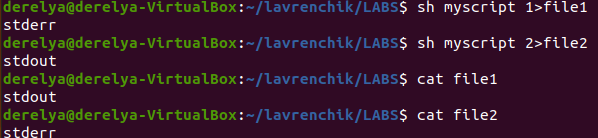 derelya@derelya-VirtualBox:~/lavrenchik/LABS$ sh myscript 1>file1
stderr
derelya@derelya-VirtualBox:~/lavrenchik/LABS$ sh myscript 2>file2
stdout
derelya@derelya-VirtualBox:~/lavrenchik/LABS$ cat file1
stdout
derelya@derelya-VirtualBox:~/lavrenchik/LABS$ cat file2
stderr